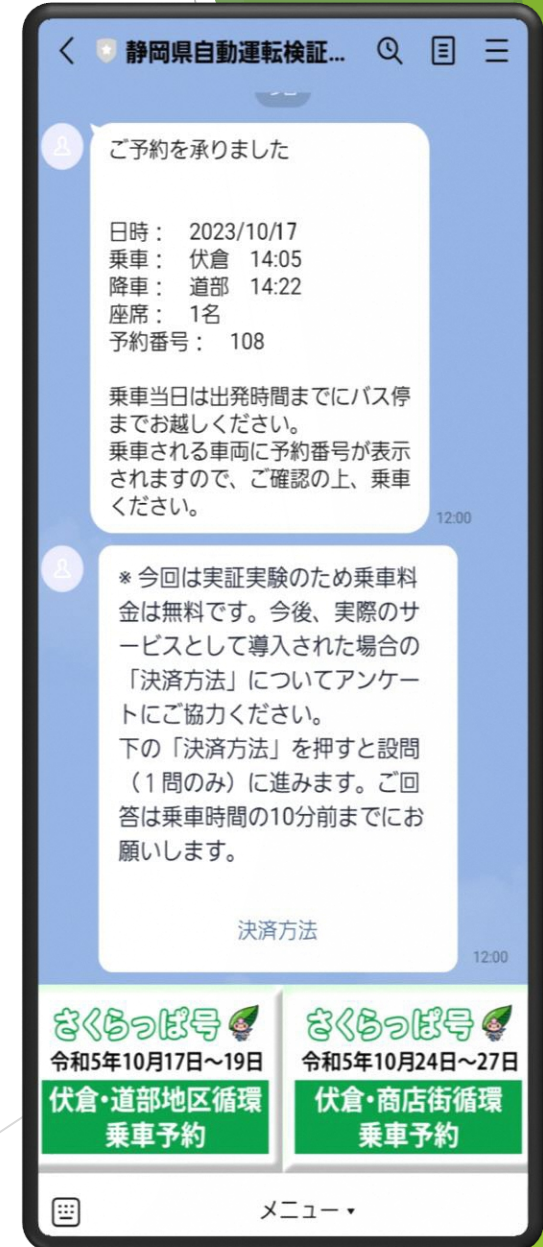 静岡県自動運転検証...
ご予約を承りました
日時： 2023/10/17
乗車： 伏倉 14:05
降車： 道部 14:22
座席： 1名
予約番号： 108
乗車当日は出発時間までにバス停
までお越しください。
乗車される車両に予約番号が表示
されますので、ご確認の上、乗車
ください。
12:00
※今回は実証実験のため乗車料
金は無料です。今後、実際のサ
ービスとして導入された場合の
「決済方法」についてアンケー
トにご協力ください。
下の「決済方法」を押すと設問
（１問のみ）に進みます。ご回
答は乗車時間の10分前までにお
願いします。
決済方法
12:00
さくらっぱ号
令和5年10月17日～19日
伏倉・道部地区循環
乗車予約
さくらっぱ号
令和5年10月24日～27日
伏倉・商店街循環
乗車予約
メニュー▼